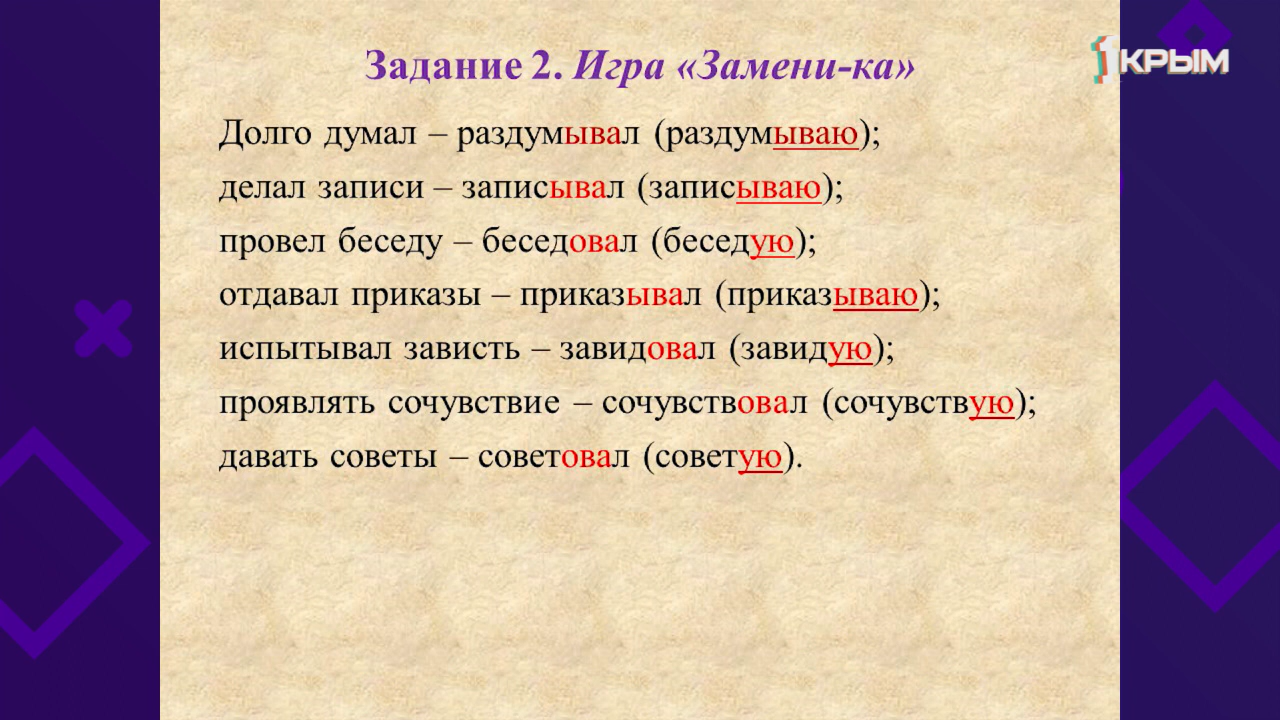 Задание 2. Игра «Замени-ка»
1КРЫМ
Долго думал – раздумывал (раздумываю);
делал записи – записывал (записываю);
провел беседу – беседовал (беседую);
отдавал приказы – приказывал (приказываю);
испытывал зависть – завидовал (завидую);
проявлять сочувствие – сочувствовал (сочувствую);
давать советы – советовал (советую).